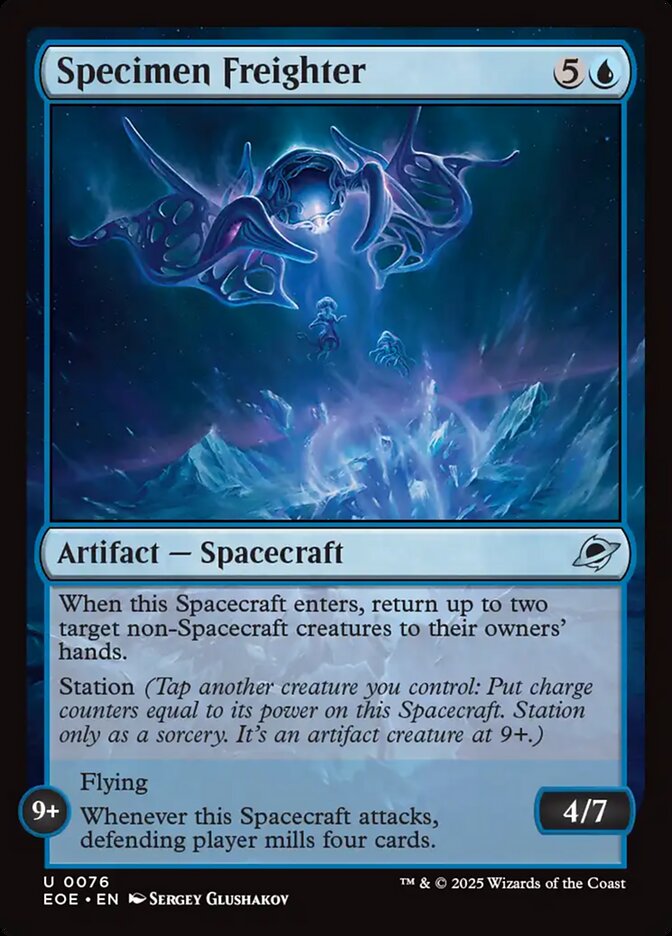 Specimen Freighter 5
Artifact — Spacecraft
When this Spacecraft enters, return up to two
target non-Spacecraft creatures to their owners’
hands.
Station (Tap another creature you control: Put charge
counters equal to its power on this Spacecraft. Station
only as a sorcery. It’s an artifact creature at 9+.)
Flying
9+
Whenever this Spacecraft attacks,
defending player mills four cards.
4/7
U 0076
EOE • EN Sergey Glushakov
™ & © 2025 Wizards of the Coast